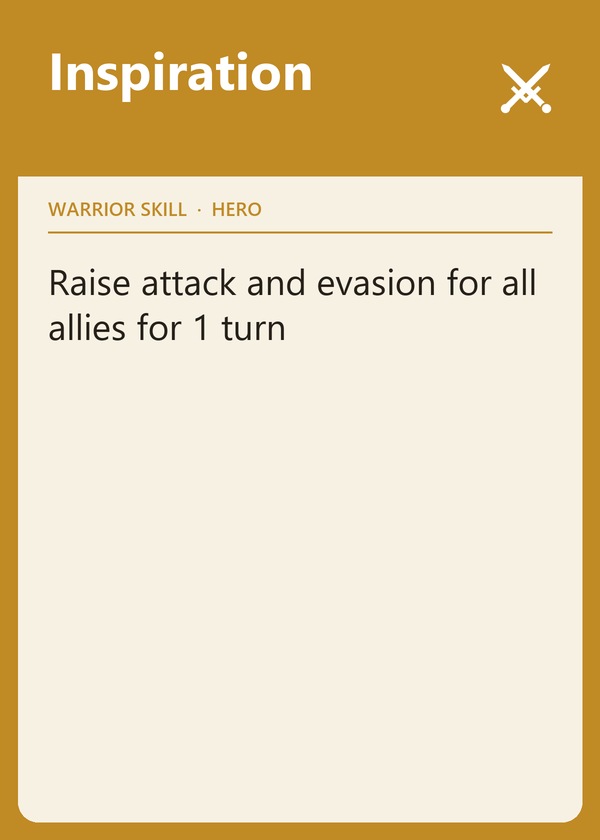 Inspiration
WARRIOR SKILL · HERO
Raise attack and evasion for all
allies for 1 turn